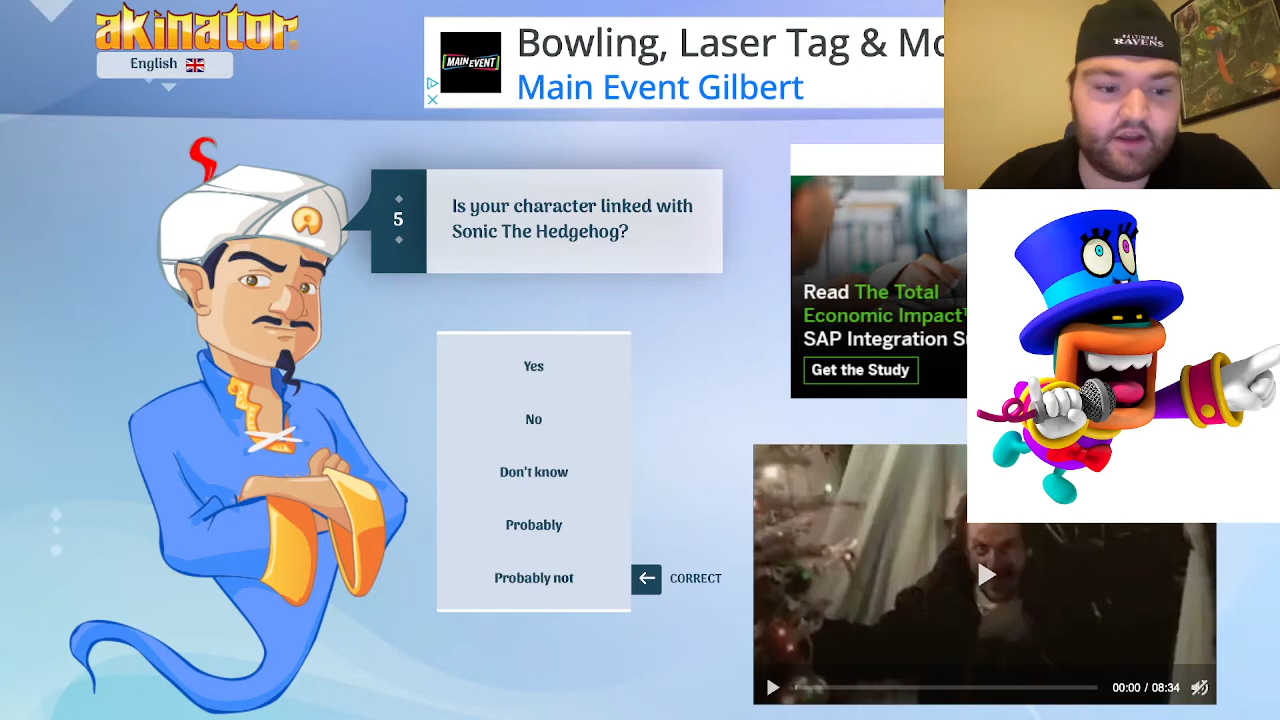 akinator
English
MAIN EVENT
Bowling, Laser Tag & Mo
Main Event Gilbert
BALTIMORE
RAVENS
5
Is your character linked with
Sonic The Hedgehog?
Read The Total
Economic Impact
SAP Integration S
Get the Study
Yes
No
Don't know
Probably
Probably not
CORRECT
00:00 / 08:34